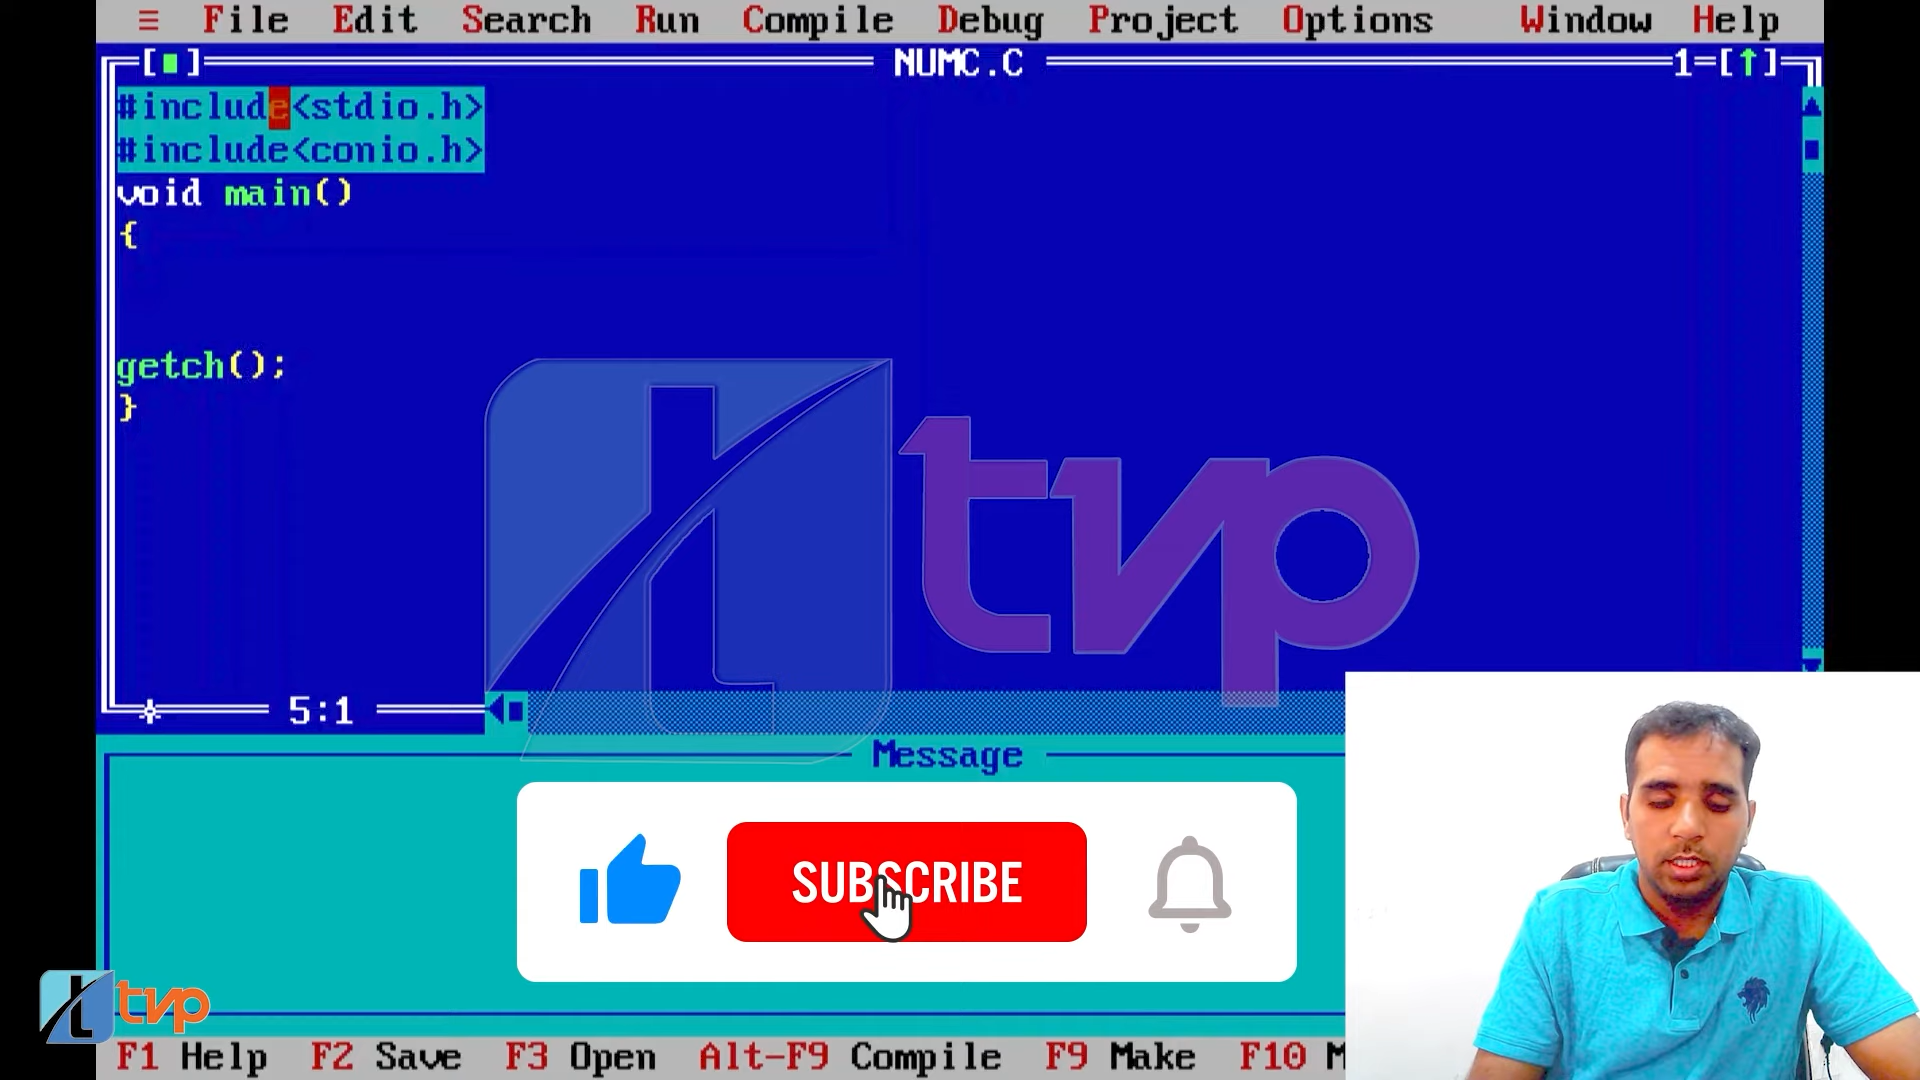 ≡ File Edit Search Run Compile Debug Project Options Window Help
[■] NUMC.C 1=[↑]
#include<stdio.h>
#include<conio.h>
void main()
{
getch();
}
tvp
5:1
Message
SUBSCRIBE
tvp
F1 Help F2 Save F3 Open Alt-F9 Compile F9 Make F10